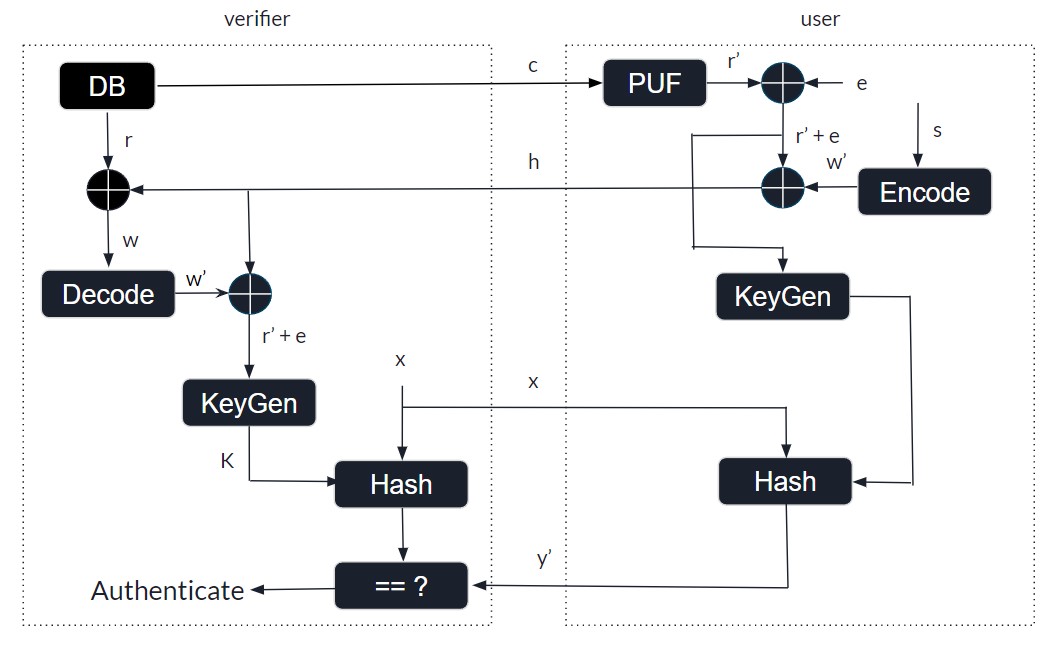 verifier
user
DB
c
PUF
r’
e
r
r’ + e
s
h
w’
Encode
w
Decode
w’
KeyGen
r’ + e
x
x
KeyGen
K
Hash
Hash
y’
== ?
Authenticate